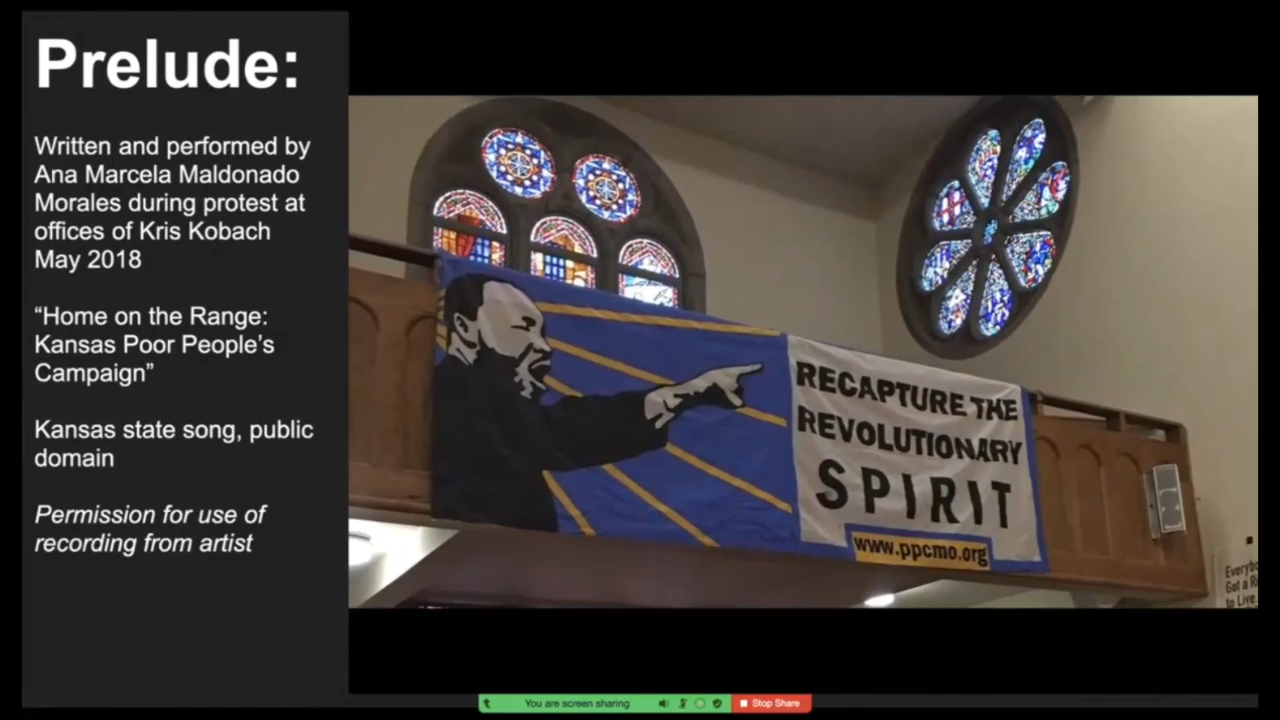 Prelude:
Written and performed by
Ana Marcela Maldonado
Morales during protest at
offices of Kris Kobach
May 2018
“Home on the Range:
Kansas Poor People’s
Campaign”
Kansas state song, public
domain
Permission for use of
recording from artist
RECAPTURE THE
REVOLUTIONARY
SPIRIT
www.ppcmo.org
Everybo
Got a Ri
to Live.
You are screen sharing
Stop Share